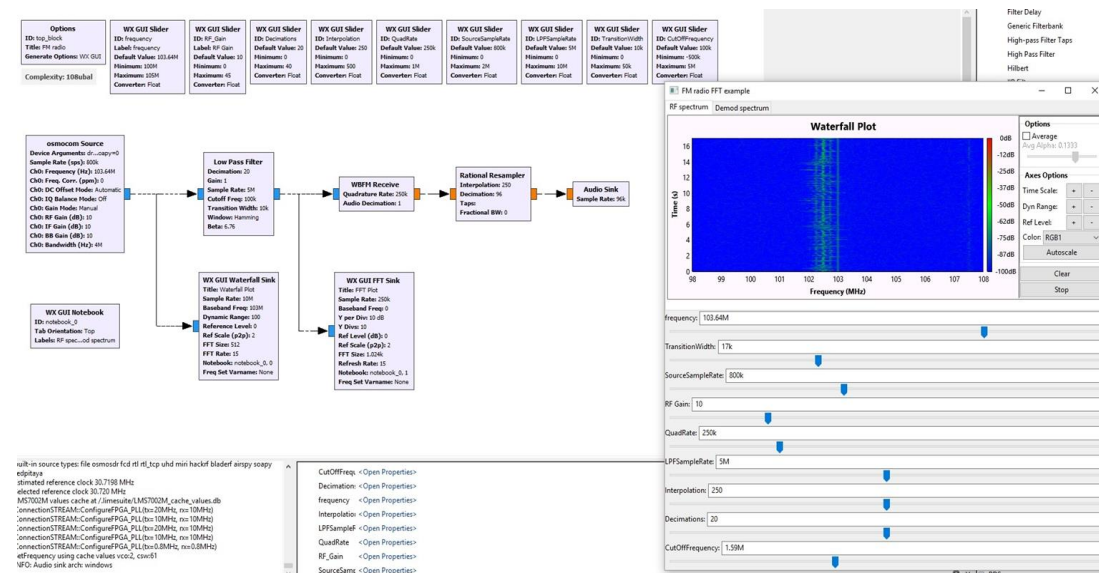 Options
ID: top_block
Title: FM radio
Generate Options: WX GUI
Complexity: 108ubal
WX GUI Slider
ID: frequency
Label: frequency
Default Value: 103.64M
Minimum: 100M
Maximum: 105M
Converter: Float
WX GUI Slider
ID: RF_Gain
Label: RF Gain
Default Value: 10
Minimum: 0
Maximum: 45
Converter: Float
WX GUI Slider
ID: Decimations
Default Value: 20
Minimum: 0
Maximum: 40
Converter: Float
WX GUI Slider
ID: Interpolation
Default Value: 250
Minimum: 0
Maximum: 500
Converter: Float
WX GUI Slider
ID: QuadRate
Default Value: 250k
Minimum: 0
Maximum: 1M
Converter: Float
WX GUI Slider
ID: SourceSampleRate
Default Value: 800k
Minimum: 0
Maximum: 2M
Converter: Float
WX GUI Slider
ID: LPFSampleRate
Default Value: 5M
Minimum: 0
Maximum: 10M
Converter: Float
WX GUI Slider
ID: TransitionWidth
Default Value: 10k
Minimum: 0
Maximum: 50k
Converter: Float
WX GUI Slider
ID: CutOffFrequency
Default Value: 100k
Minimum: -500k
Maximum: 5M
Converter: Float
Filter Delay
Generic Filterbank
High-pass Filter Taps
High Pass Filter
Hilbert
osmocom Source
Device Arguments: dr...oapy=0
Sample Rate (sps): 800k
Ch0: Frequency (Hz): 103.64M
Ch0: Freq. Corr. (ppm): 0
Ch0: DC Offset Mode: Automatic
Ch0: IQ Balance Mode: Off
Ch0: Gain Mode: Manual
Ch0: RF Gain (dB): 10
Ch0: IF Gain (dB): 10
Ch0: BB Gain (dB): 10
Ch0: Bandwidth (Hz): 4M
Low Pass Filter
Decimation: 20
Gain: 1
Sample Rate: 5M
Cutoff Freq: 100k
Transition Width: 10k
Window: Hamming
Beta: 6.76
WBFM Receive
Quadrature Rate: 250k
Audio Decimation: 1
Rational Resampler
Interpolation: 250
Decimation: 96
Taps:
Fractional BW: 0
Audio Sink
Sample Rate: 96k
WX GUI Notebook
ID: notebook_0
Tab Orientation: Top
Labels: RF spec...od spectrum
WX GUI Waterfall Sink
Title: Waterfall Plot
Sample Rate: 10M
Baseband Freq: 103M
Dynamic Range: 100
Reference Level: 0
Ref Scale (p2p): 2
FFT Size: 512
FFT Rate: 15
Notebook: notebook_0, 0
Freq Set Varname: None
WX GUI FFT Sink
Title: FFT Plot
Sample Rate: 250k
Baseband Freq: 0
Y per Div: 10 dB
Y Divs: 10
Ref Level (dB): 0
Ref Scale (p2p): 2
FFT Size: 1.024k
Refresh Rate: 15
Notebook: notebook_0, 1
Freq Set Varname: None
FM radio FFT example
RF spectrum Demod spectrum
Waterfall Plot
Time (s)
16
14
12
10
8
6
4
2
0
98 99 100 101 102 103 104 105 106 107 108
Frequency (MHz)
0dB
-12dB
-25dB
-37dB
-50dB
-62dB
-75dB
-87dB
-100dB
Options
Average
Avg Alpha: 0.1333
Axes Options
Time Scale: + -
Dyn Range: + -
Ref Level: + -
Color: RGB1
Autoscale
Clear
Stop
frequency: 103.64M
TransitionWidth: 17k
SourceSampleRate: 800k
RF Gain: 10
QuadRate: 250k
LPFSampleRate: 5M
Interpolation: 250
Decimations: 20
CutOffFrequency: 1.59M
uilt-in source types: file osmosdr fcd rtl rtl_tcp uhd miri hackrf bladerf airspy soapy
edpitaya
stimated reference clock 30.7198 MHz
elected reference clock 30.720 MHz
MS7002M values cache at /.limesuite/LMS7002M_cache_values.db
ConnectionSTREAM::ConfigureFPGA_PLL(tx=20MHz, rx=10MHz)
ConnectionSTREAM::ConfigureFPGA_PLL(tx=10MHz, rx=10MHz)
ConnectionSTREAM::ConfigureFPGA_PLL(tx=20MHz, rx=10MHz)
ConnectionSTREAM::ConfigureFPGA_PLL(tx=10MHz, rx=10MHz)
ConnectionSTREAM::ConfigureFPGA_PLL(tx=0.8MHz, rx=0.8MHz)
etFrequency using cache values vco:2, csw:61
NFO: Audio sink arch: windows
CutOffFrequ <Open Properties>
Decimation: <Open Properties>
frequency <Open Properties>
Interpolatio: <Open Properties>
LPFSampleF <Open Properties>
QuadRate <Open Properties>
RF_Gain <Open Properties>
SourceSamp <Open Properties>